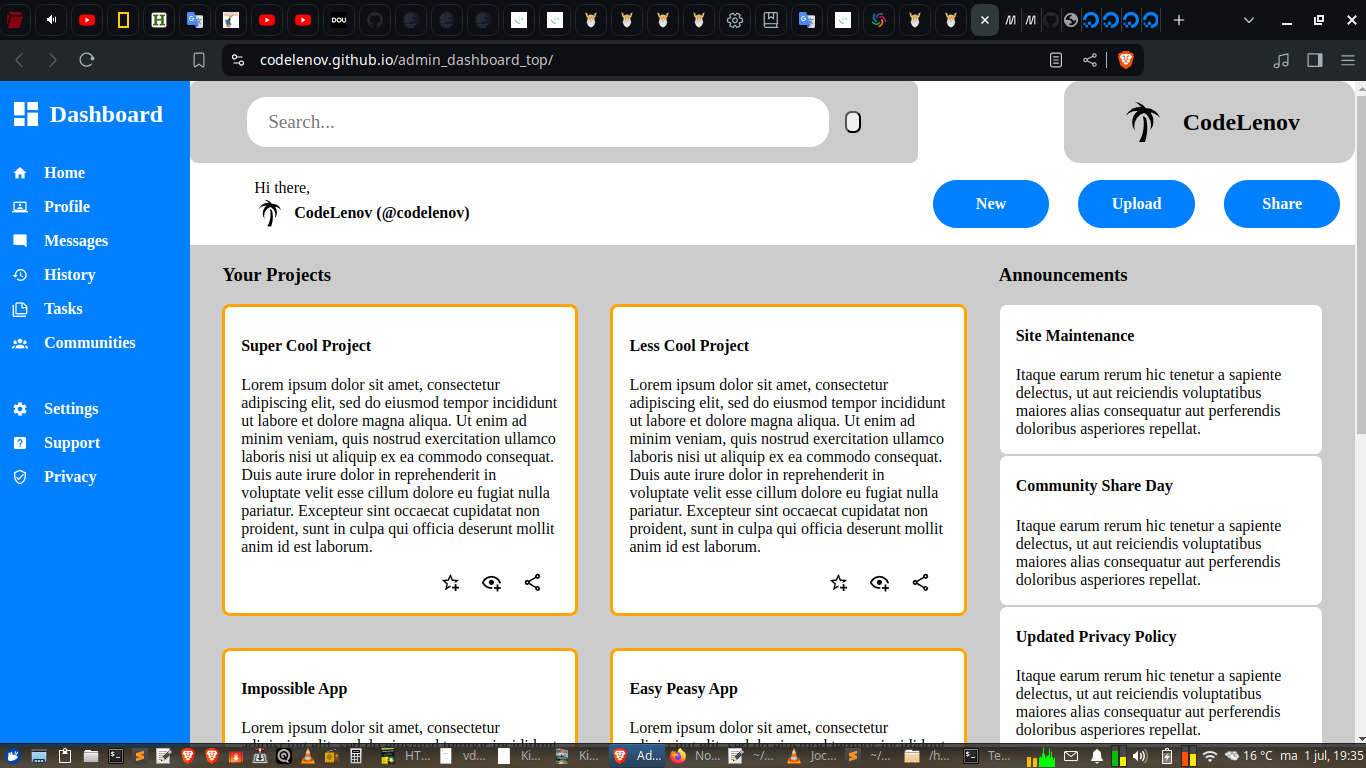 DOU
codelenov.github.io/admin_dashboard_top/
Dashboard
Home
Profile
Messages
History
Tasks
Communities
Settings
Support
Privacy
Search...
CodeLenov
Hi there,
CodeLenov (@codelenov)
New
Upload
Share
Your Projects
Super Cool Project
Lorem ipsum dolor sit amet, consectetur
adipiscing elit, sed do eiusmod tempor incididunt
ut labore et dolore magna aliqua. Ut enim ad
minim veniam, quis nostrud exercitation ullamco
laboris nisi ut aliquip ex ea commodo consequat.
Duis aute irure dolor in reprehenderit in
voluptate velit esse cillum dolore eu fugiat nulla
pariatur. Excepteur sint occaecat cupidatat non
proident, sunt in culpa qui officia deserunt mollit
anim id est laborum.
Less Cool Project
Lorem ipsum dolor sit amet, consectetur
adipiscing elit, sed do eiusmod tempor incididunt
ut labore et dolore magna aliqua. Ut enim ad
minim veniam, quis nostrud exercitation ullamco
laboris nisi ut aliquip ex ea commodo consequat.
Duis aute irure dolor in reprehenderit in
voluptate velit esse cillum dolore eu fugiat nulla
pariatur. Excepteur sint occaecat cupidatat non
proident, sunt in culpa qui officia deserunt mollit
anim id est laborum.
Impossible App
Lorem ipsum dolor sit amet, consectetur
Easy Peasy App
Lorem ipsum dolor sit amet, consectetur
Announcements
Site Maintenance
Itaque earum rerum hic tenetur a sapiente
delectus, ut aut reiciendis voluptatibus
maiores alias consequatur aut perferendis
doloribus asperiores repellat.
Community Share Day
Itaque earum rerum hic tenetur a sapiente
delectus, ut aut reiciendis voluptatibus
maiores alias consequatur aut perferendis
doloribus asperiores repellat.
Updated Privacy Policy
Itaque earum rerum hic tenetur a sapiente
delectus, ut aut reiciendis voluptatibus
maiores alias consequatur aut perferendis
doloribus asperiores repellat.
HT... vd... Ki... Ki... Ad... No... ~/... Joc... ~/... /h... Te... 16 °C ma 1 jul, 19:35